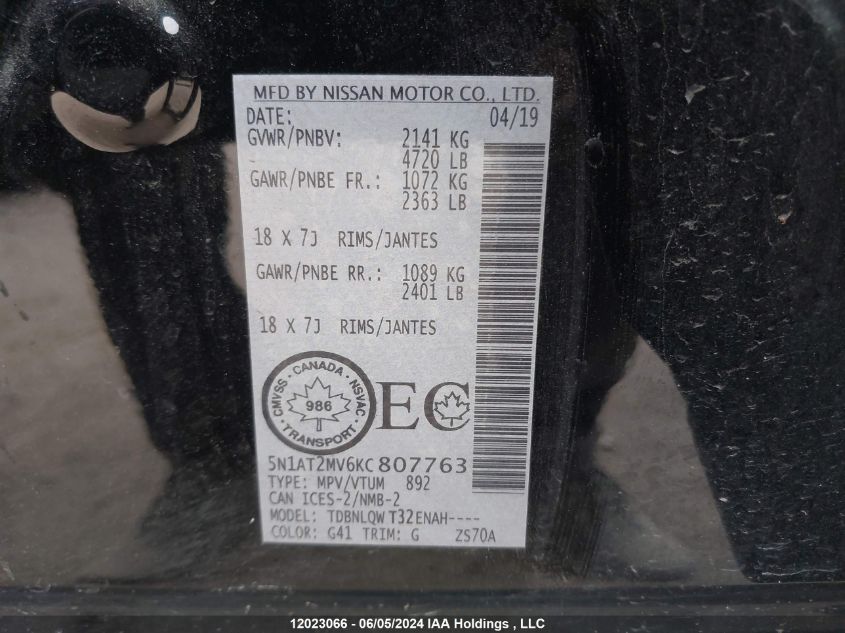 MFD BY NISSAN MOTOR CO., LTD.
DATE: 04/19
GVWR/PNBV: 2141 KG
4720 LB
GAWR/PNBE FR.: 1072 KG
2363 LB
18 X 7J RIMS/JANTES
GAWR/PNBE RR.: 1089 KG
2401 LB
18 X 7J RIMS/JANTES
CMVSS · CANADA · NSVAC · TRANSPORT ·
986
EC
5N1AT2MV6KC807763
TYPE: MPV/VTUM 892
CAN ICES-2/NMB-2
MODEL: TDBNLQW T32ENAH----
COLOR: G41 TRIM: G ZS70A
12023066 - 06/05/2024 IAA Holdings , LLC